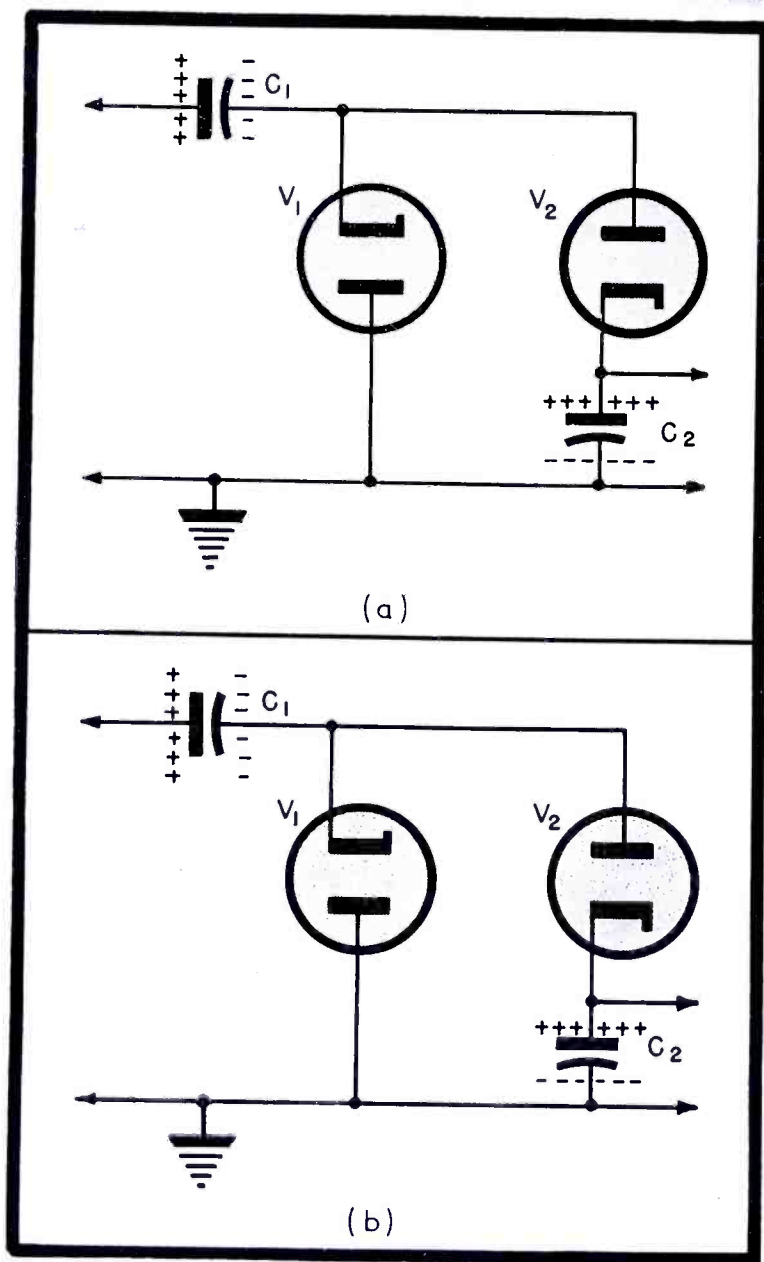 C1
V1
V2
+++ +++
C2
------
(a)
C1
V1
V2
+++ +++
C2
------
(b)